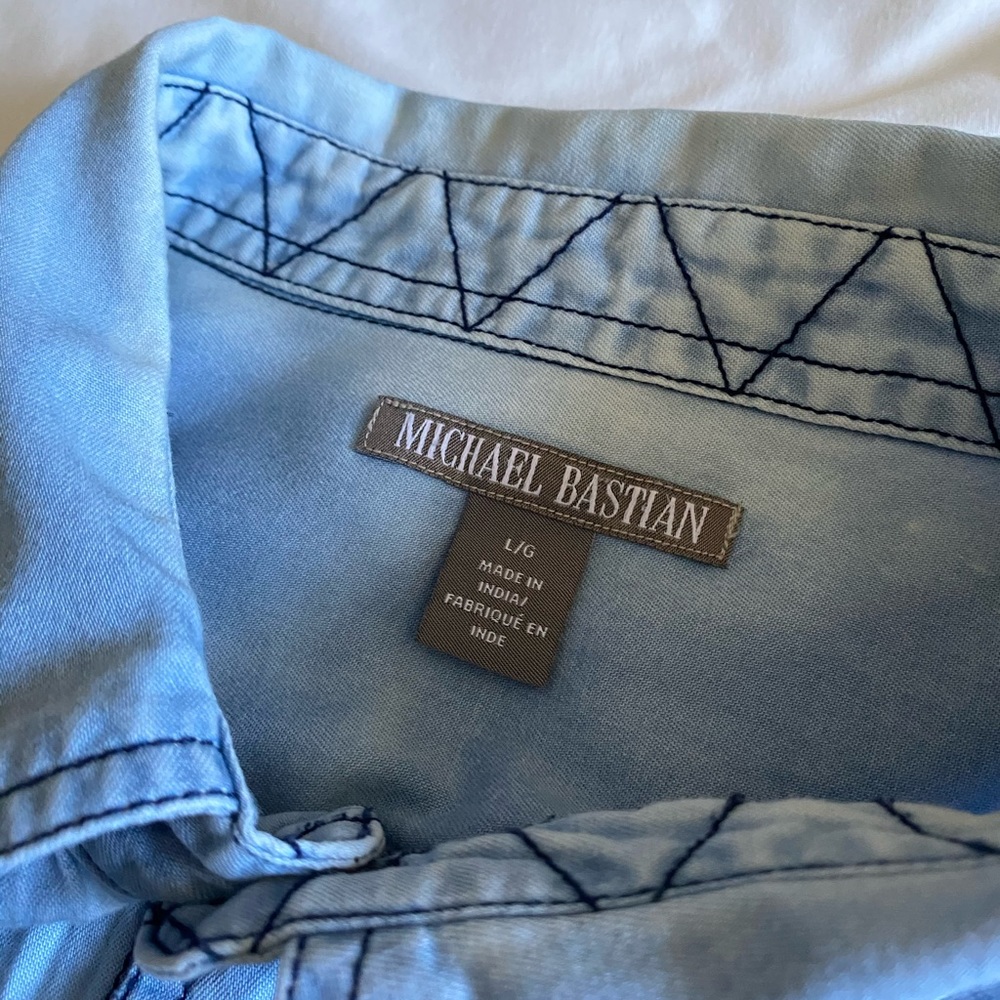 MICHAEL BASTIAN
L/G
MADE IN
INDIA/
FABRIQUÉ EN
INDE